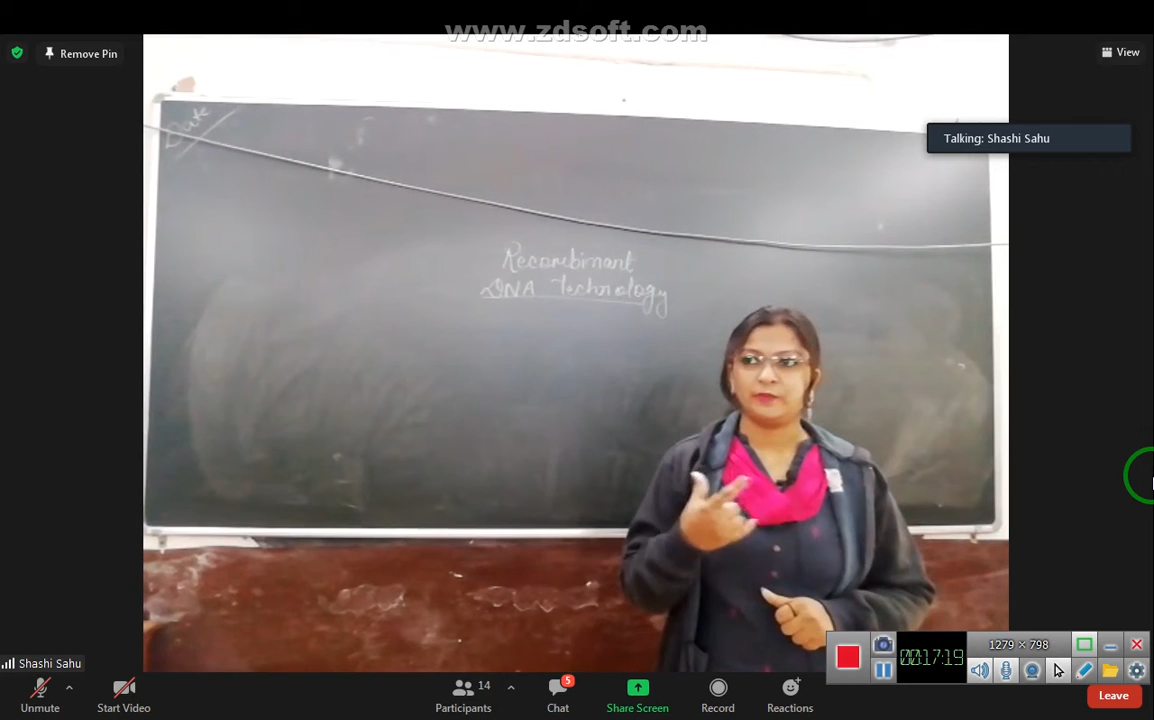 www.zdsoft.com
Remove Pin
View
Date
Talking: Shashi Sahu
Recombinant
DNA Technology
Shashi Sahu
1279 × 798
00:17:19
Unmute
Start Video
14
Participants
5
Chat
Share Screen
Record
Reactions
Leave